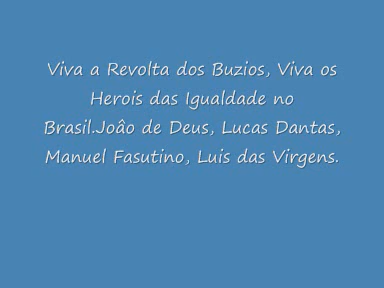 Viva a Revolta dos Buzios, Viva os
Herois das Igualdade no
Brasil.Joâo de Deus, Lucas Dantas,
Manuel Fasutino, Luis das Virgens.